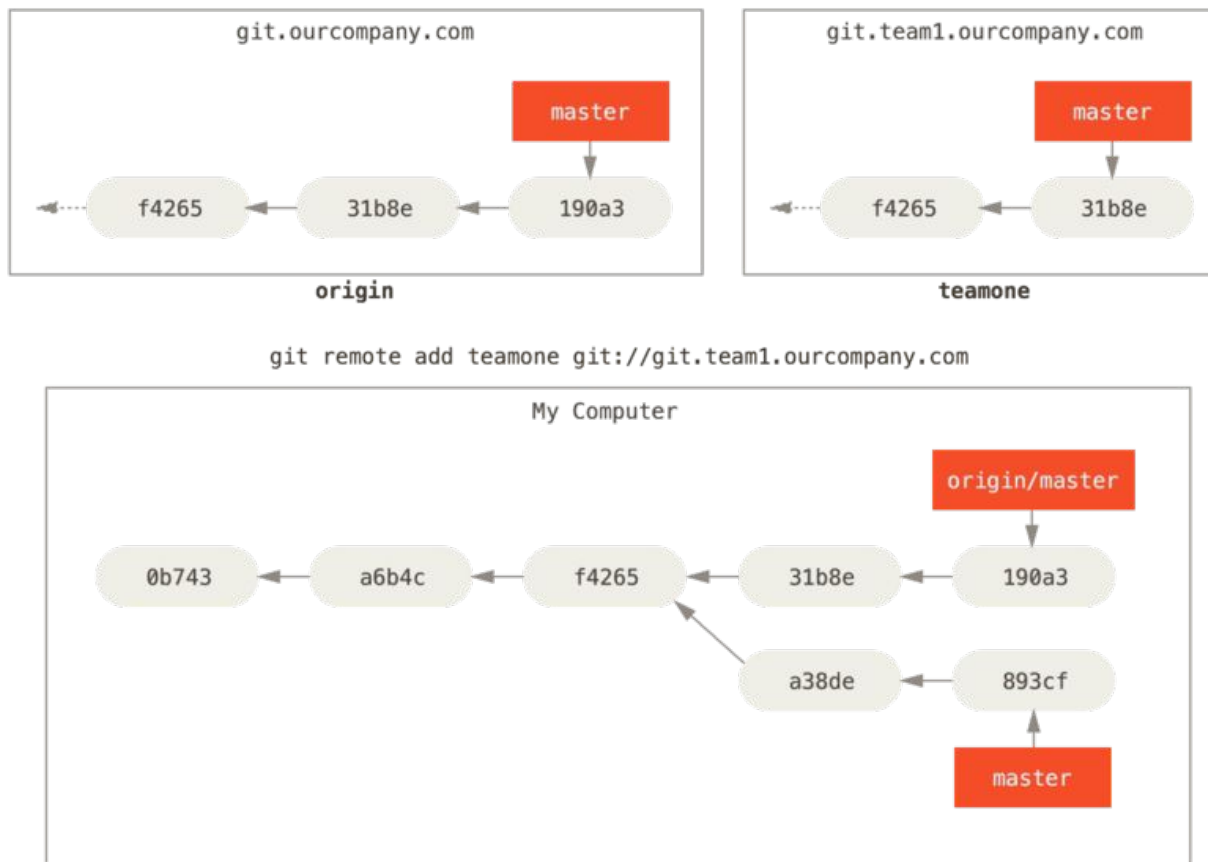 git.ourcompany.com
master
f4265
31b8e
190a3
origin
git.team1.ourcompany.com
master
f4265
31b8e
teamone
git remote add teamone git://git.team1.ourcompany.com
My Computer
origin/master
0b743
a6b4c
f4265
31b8e
190a3
a38de
893cf
master